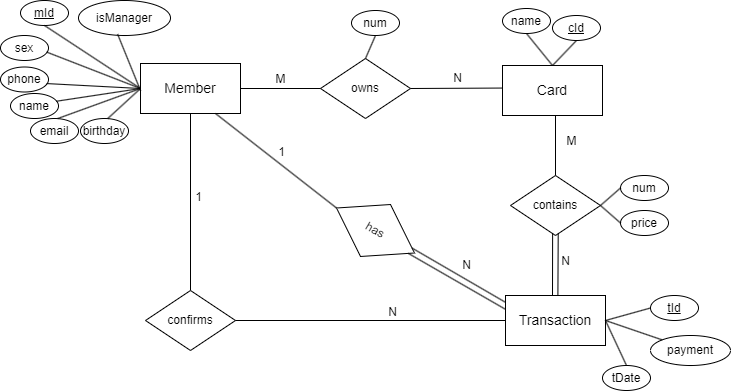 mId
isManager
num
name
cId
sex
Member
M
owns
N
Card
phone
name
email
birthday
M
1
1
num
contains
price
has
N
N
N
confirms
Transaction
tId
payment
tDate